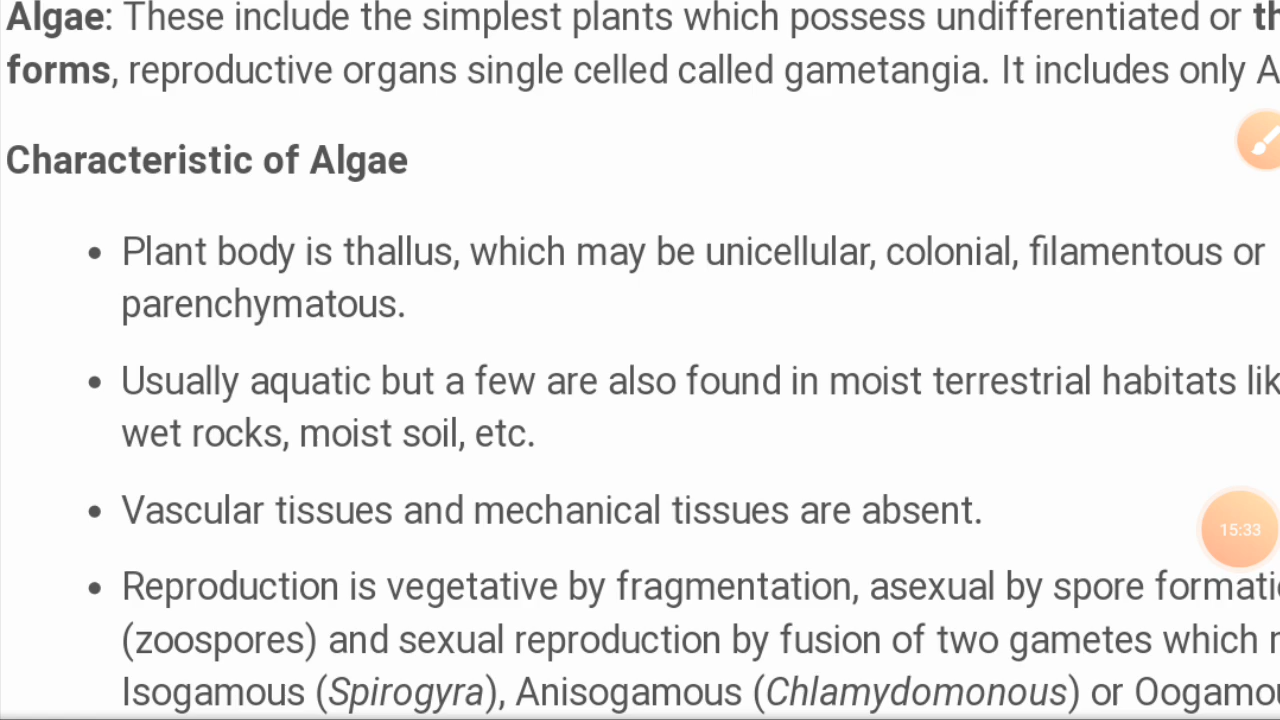 Algae: These include the simplest plants which possess undifferentiated or
forms, reproductive organs single celled called gametangia. It includes only
Characteristic of Algae
• Plant body is thallus, which may be unicellular, colonial, filamentous or
parenchymatous.
• Usually aquatic but a few are also found in moist terrestrial habitats
wet rocks, moist soil, etc.
• Vascular tissues and mechanical tissues are absent.
15:33
• Reproduction is vegetative by fragmentation, asexual by spore
(zoospores) and sexual reproduction by fusion of two gametes which
Isogamous (Spirogyra), Anisogamous (Chlamydomonous) or